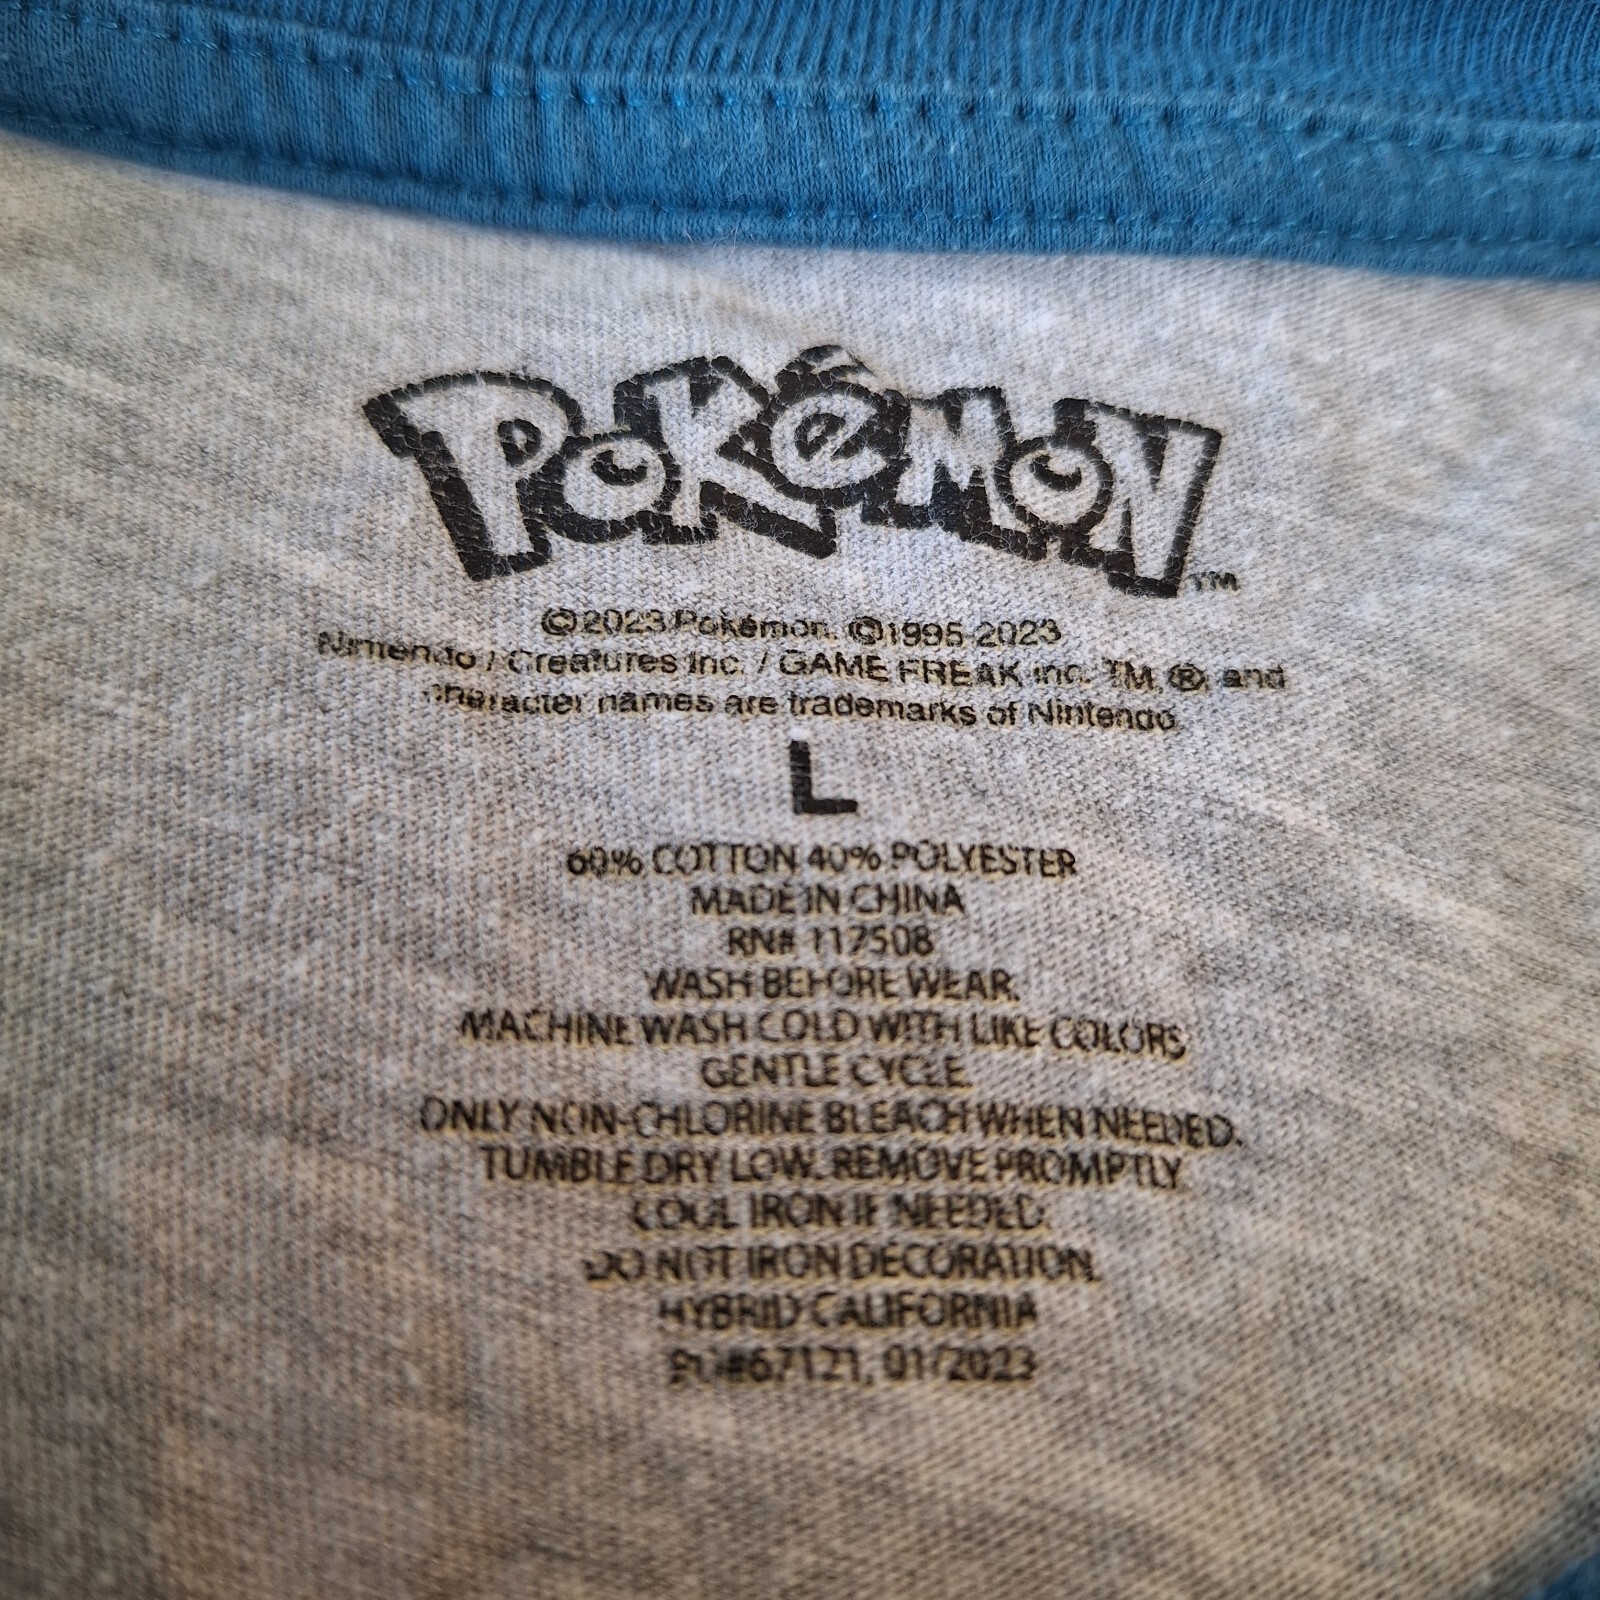 POKéMON™
©2023 Pokémon. ©1995-2023
Nintendo / Creatures Inc. / GAME FREAK inc. TM, ®, and
character names are trademarks of Nintendo.
L
60% COTTON 40% POLYESTER
MADE IN CHINA
RN# 117508
WASH BEFORE WEAR.
MACHINE WASH COLD WITH LIKE COLORS
GENTLE CYCLE.
ONLY NON-CHLORINE BLEACH WHEN NEEDED.
TUMBLE DRY LOW. REMOVE PROMPTLY
COOL IRON IF NEEDED.
DO NOT IRON DECORATION.
HYBRID CALIFORNIA
PO#67121, 01/2023